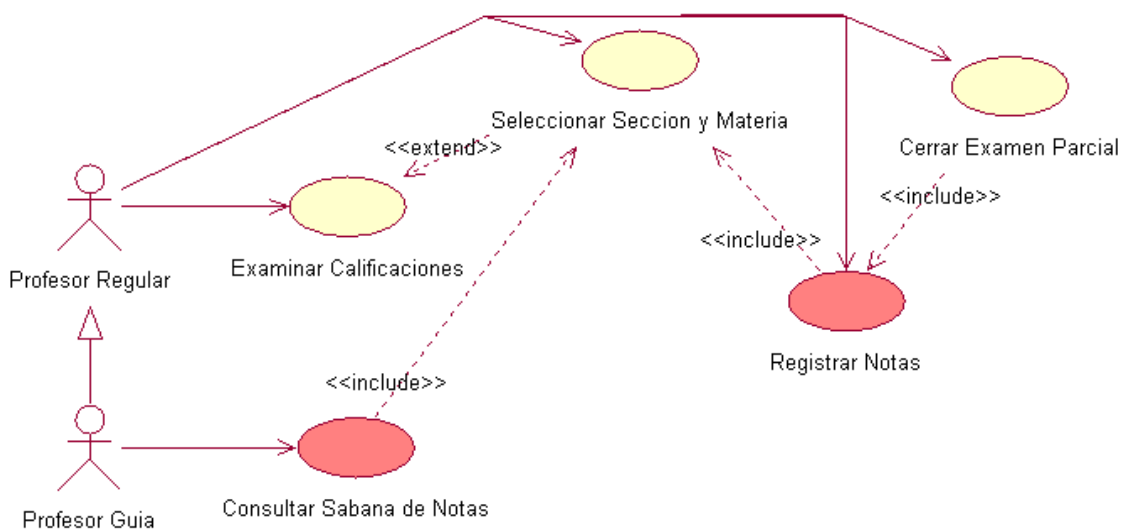 Seleccionar Seccion y Materia
Cerrar Examen Parcial
<<extend>>
<<include>>
<<include>>
Examinar Calificaciones
Profesor Regular
Registrar Notas
<<include>>
Consultar Sabana de Notas
Profesor Guia